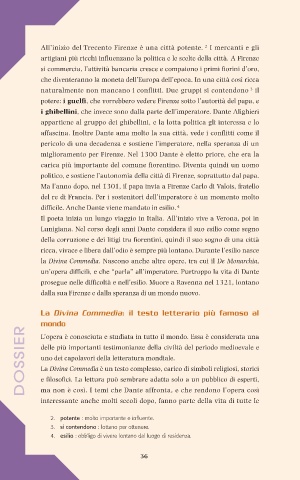 All'inizio del Trecento Firenze è una città potente. 2 I mercanti e gli
artigiani più ricchi influenzano la politica e le scelte della città. A Firenze
si commercia, l'attività bancaria cresce e compaiono i primi fiorini d'oro,
che diventeranno la moneta dell'Europa dell'epoca. In una città così ricca
naturalmente non mancano i conflitti. Due gruppi si contendono 3 il
potere: i guelfi, che vorrebbero vedere Firenze sotto l'autorità del papa, e
i ghibellini, che invece sono dalla parte dell'imperatore. Dante Alighieri
appartiene al gruppo dei ghibellini, e la lotta politica gli interessa e lo
affascina. Inoltre Dante ama molto la sua città, vede i conflitti come il
pericolo di una decadenza e sostiene l'imperatore, nella speranza di un
miglioramento per Firenze. Nel 1300 Dante è eletto priore, che era la
carica più importante del comune fiorentino. Diventa quindi un uomo
politico, e sostiene l'autonomia della città di Firenze, soprattutto dal papa.
Ma l'anno dopo, nel 1301, il papa invia a Firenze Carlo di Valois, fratello
del re di Francia. Per i sostenitori dell'imperatore è un momento molto
difficile. Anche Dante viene mandato in esilio. 4
Il poeta inizia un lungo viaggio in Italia. All'inizio vive a Verona, poi in
Lunigiana. Nel corso degli anni Dante considera il suo esilio come segno
della corruzione e dei litigi tra fiorentini, quindi il suo sogno di una città
ricca, vivace e libera dall'odio è sempre più lontano. Durante l'esilio nasce
la Divina Commedia. Nascono anche altre opere, tra cui il De Monarchia,
un'opera difficile, e che "parla" all'imperatore. Purtroppo la vita di Dante
prosegue nelle difficoltà e nell'esilio. Muore a Ravenna nel 1321, lontano
dalla sua Firenze e dalla speranza di un mondo nuovo.
La Divina Commedia: il testo letterario più famoso al
mondo
L'opera è conosciuta e studiata in tutto il mondo. Essa è considerata una
delle più importanti testimonianze della civiltà del periodo medioevale e
uno dei capolavori della letteratura mondiale.
La Divina Commedia è un testo complesso, carico di simboli religiosi, storici
e filosofici. La lettura può sembrare adatta solo a un pubblico di esperti,
ma non è così. I temi che Dante affronta, e che rendono l'opera così
interessante anche molti secoli dopo, fanno parte della vita di tutte le
2. potente : molto importante e influente.
3. si contendono : lottano per ottenere.
4. esilio : obbligo di vivere lontano dal luogo di residenza.
36
DOSSIER